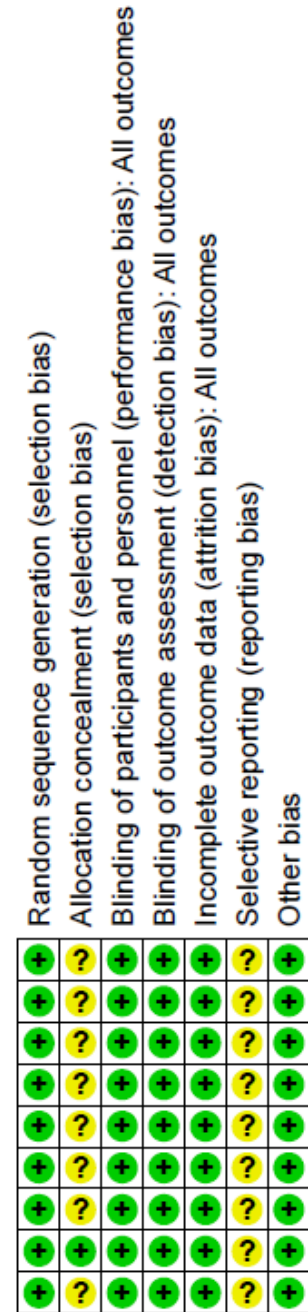 Random sequence generation (selection bias)
Allocation concealment (selection bias)
Blinding of participants and personnel (performance bias): All outcomes
Blinding of outcome assessment (detection bias): All outcomes
Incomplete outcome data (attrition bias): All outcomes
Selective reporting (reporting bias)
Other bias
+ ? + + + ? +
+ ? + + + ? +
+ ? + + + ? +
+ ? + + + ? +
+ ? + + + ? +
+ ? + + + ? +
+ ? + + + ? +
+ + + + + ? +
+ ? + + + ? +